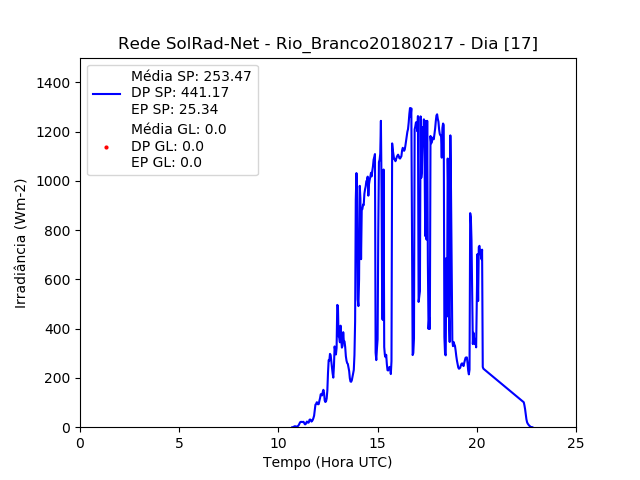 Rede SolRad-Net - Rio_Branco20180217 - Dia [17]
Média SP: 253.47
DP SP: 441.17
EP SP: 25.34
Média GL: 0.0
DP GL: 0.0
EP GL: 0.0
Irradiância (Wm-2)
1400
1200
1000
800
600
400
200
0
0 5 10 15 20 25
Tempo (Hora UTC)